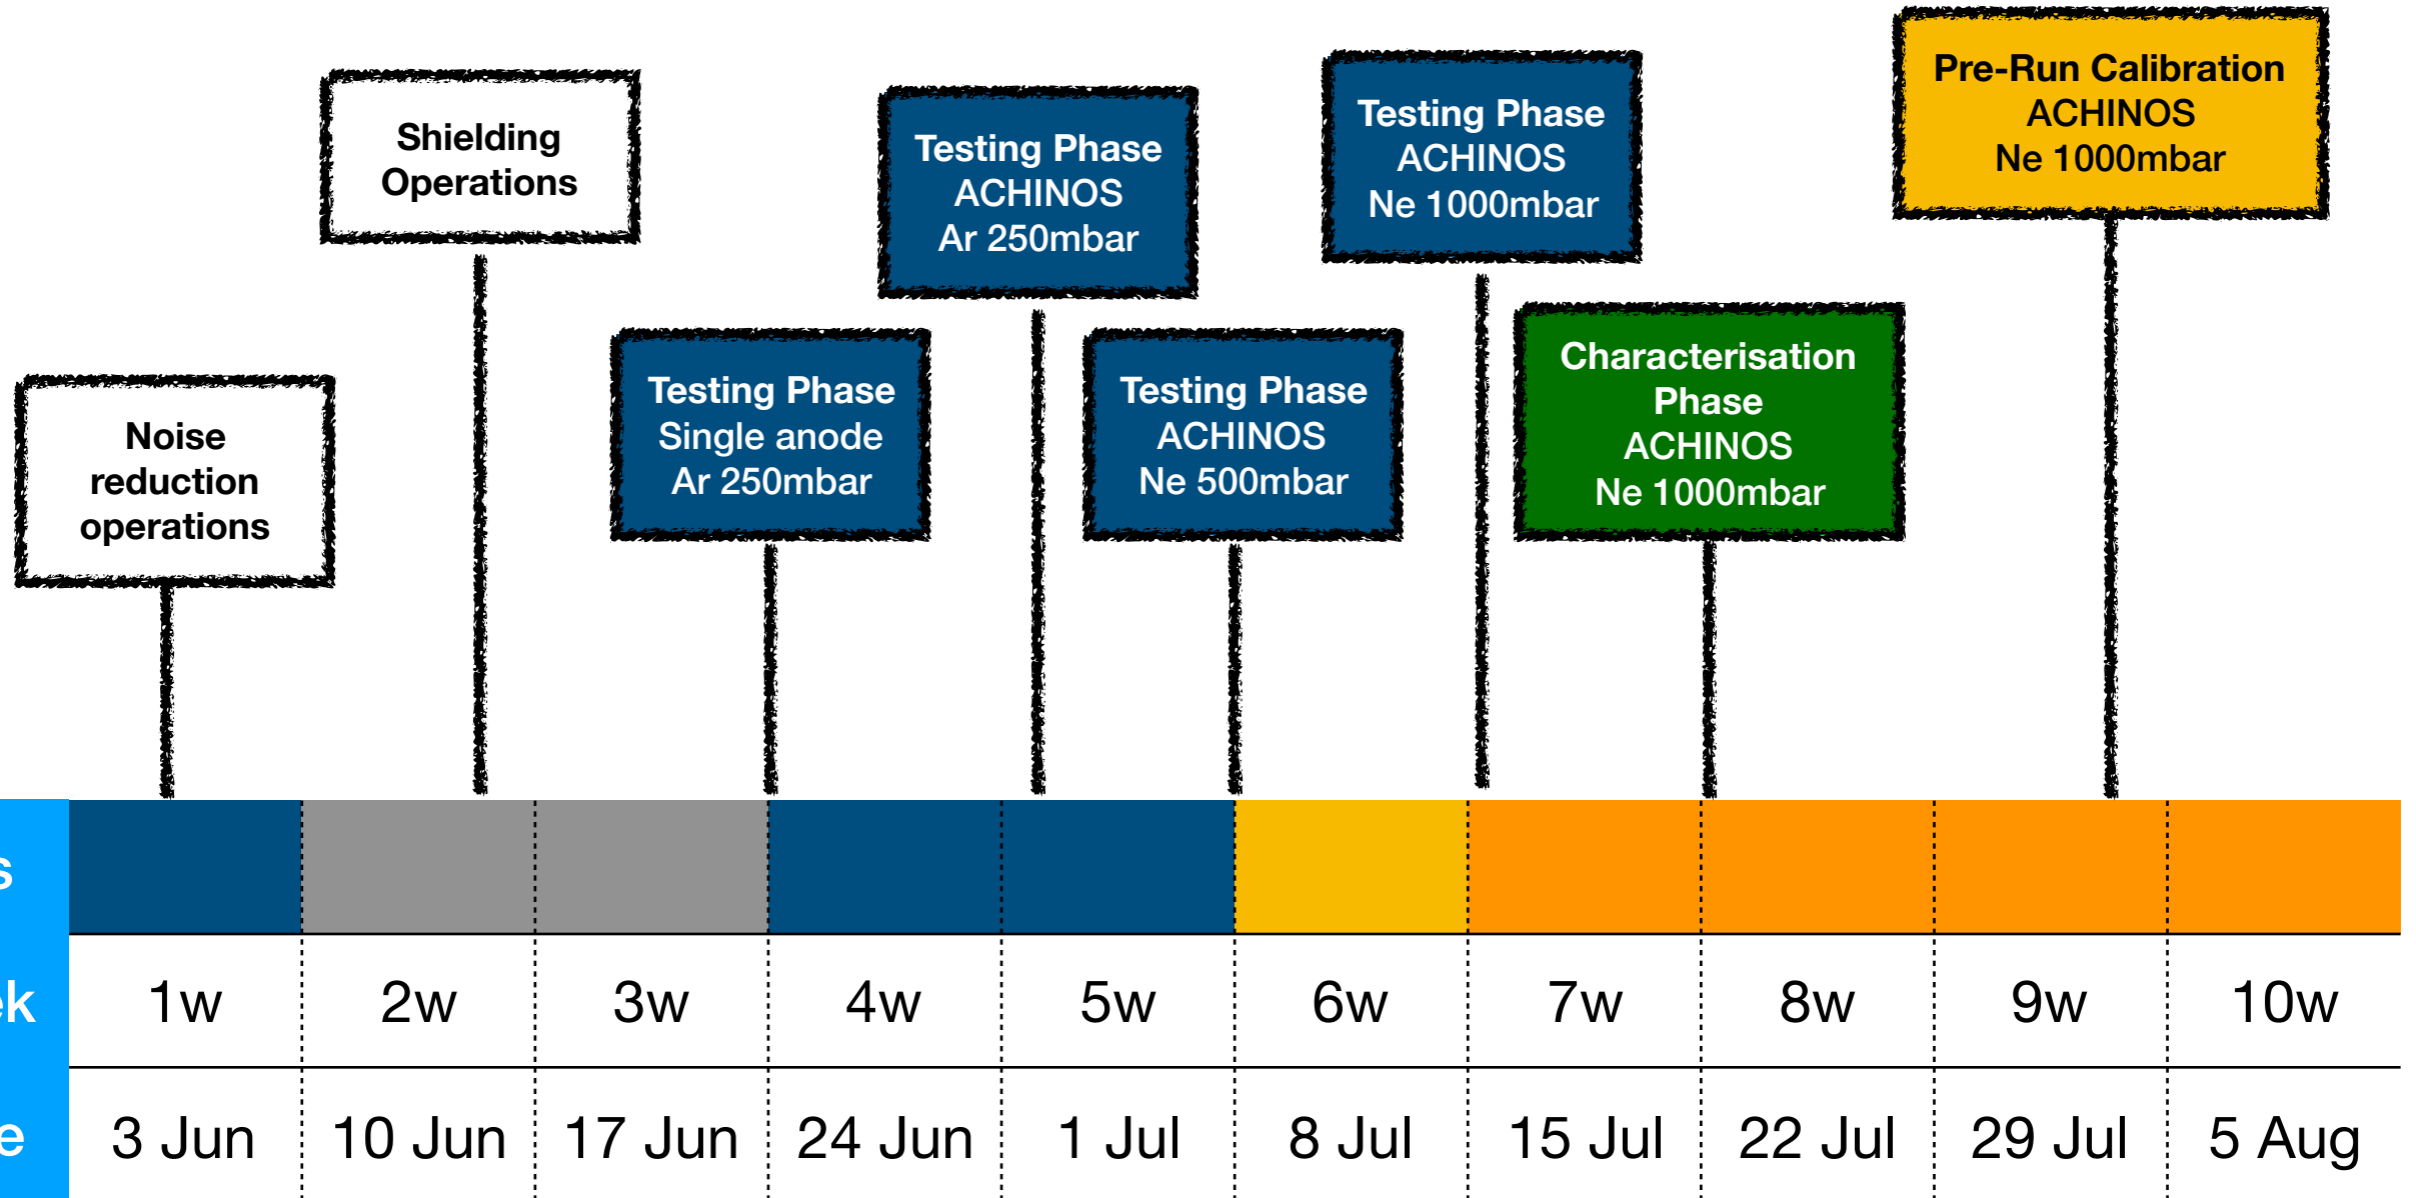 Noise
reduction
operations
Shielding
Operations
Testing Phase
Single anode
Ar 250mbar
Testing Phase
ACHINOS
Ar 250mbar
Testing Phase
ACHINOS
Ne 500mbar
Testing Phase
ACHINOS
Ne 1000mbar
Characterisation
Phase
ACHINOS
Ne 1000mbar
Pre-Run Calibration
ACHINOS
Ne 1000mbar
1w 2w 3w 4w 5w 6w 7w 8w 9w 10w
3 Jun 10 Jun 17 Jun 24 Jun 1 Jul 8 Jul 15 Jul 22 Jul 29 Jul 5 Aug